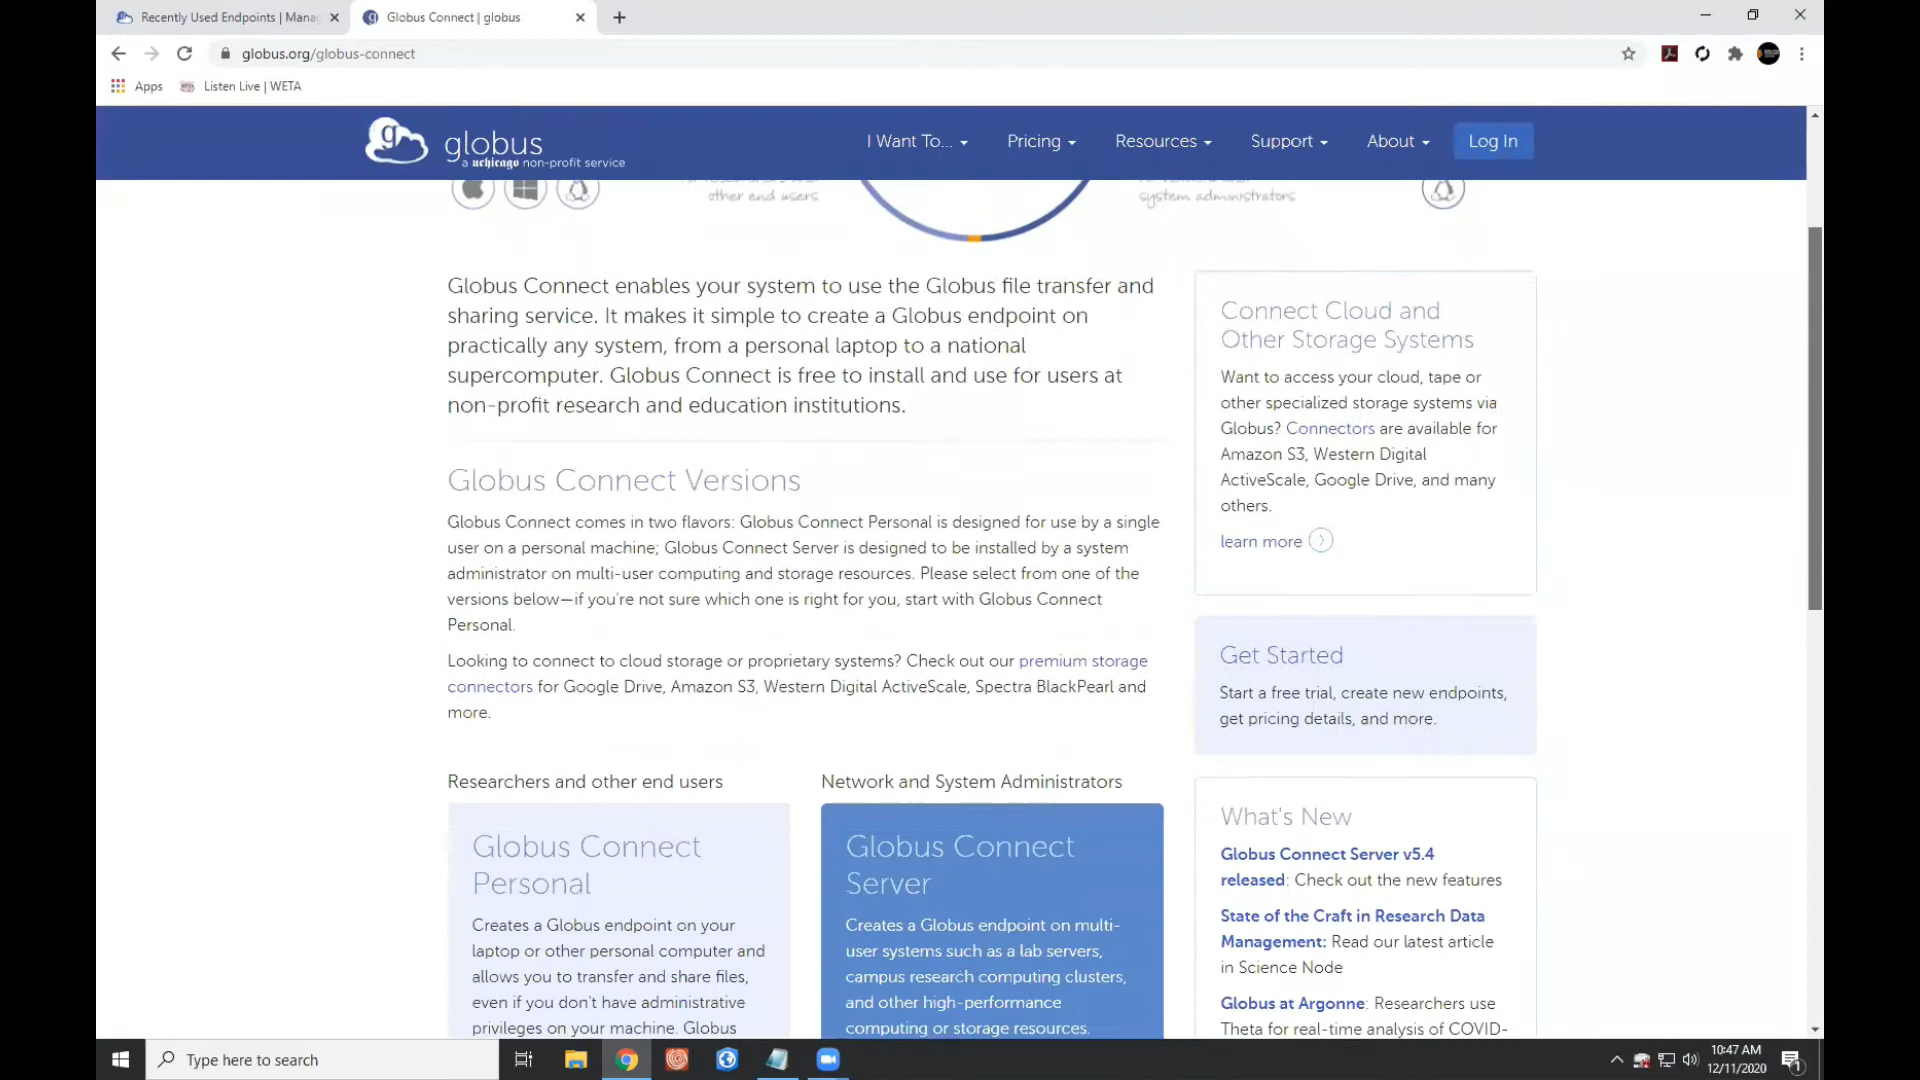 Recently Used Endpoints | Mana
Globus Connect | globus
globus.org/globus-connect
Apps
Listen Live | WETA
globus
a uchicago non-profit service
I Want To...
Pricing
Resources
Support
About
Log In
other end users
system administrators
Globus Connect enables your system to use the Globus file transfer and
sharing service. It makes it simple to create a Globus endpoint on
practically any system, from a personal laptop to a national
supercomputer. Globus Connect is free to install and use for users at
non-profit research and education institutions.
Globus Connect Versions
Globus Connect comes in two flavors: Globus Connect Personal is designed for use by a single
user on a personal machine; Globus Connect Server is designed to be installed by a system
administrator on multi-user computing and storage resources. Please select from one of the
versions below—if you're not sure which one is right for you, start with Globus Connect
Personal.
Looking to connect to cloud storage or proprietary systems? Check out our premium storage
connectors for Google Drive, Amazon S3, Western Digital ActiveScale, Spectra BlackPearl and
more.
Researchers and other end users
Globus Connect
Personal
Creates a Globus endpoint on your
laptop or other personal computer and
allows you to transfer and share files,
even if you don't have administrative
privileges on your machine. Globus
Network and System Administrators
Globus Connect
Server
Creates a Globus endpoint on multi-
user systems such as a lab servers,
campus research computing clusters,
and other high-performance
computing or storage resources.
Connect Cloud and
Other Storage Systems
Want to access your cloud, tape or
other specialized storage systems via
Globus? Connectors are available for
Amazon S3, Western Digital
ActiveScale, Google Drive, and many
others.
learn more
Get Started
Start a free trial, create new endpoints,
get pricing details, and more.
What's New
Globus Connect Server v5.4
released: Check out the new features
State of the Craft in Research Data
Management: Read our latest article
in Science Node
Globus at Argonne: Researchers use
Theta for real-time analysis of COVID-
Type here to search
10:47 AM
12/11/2020
1